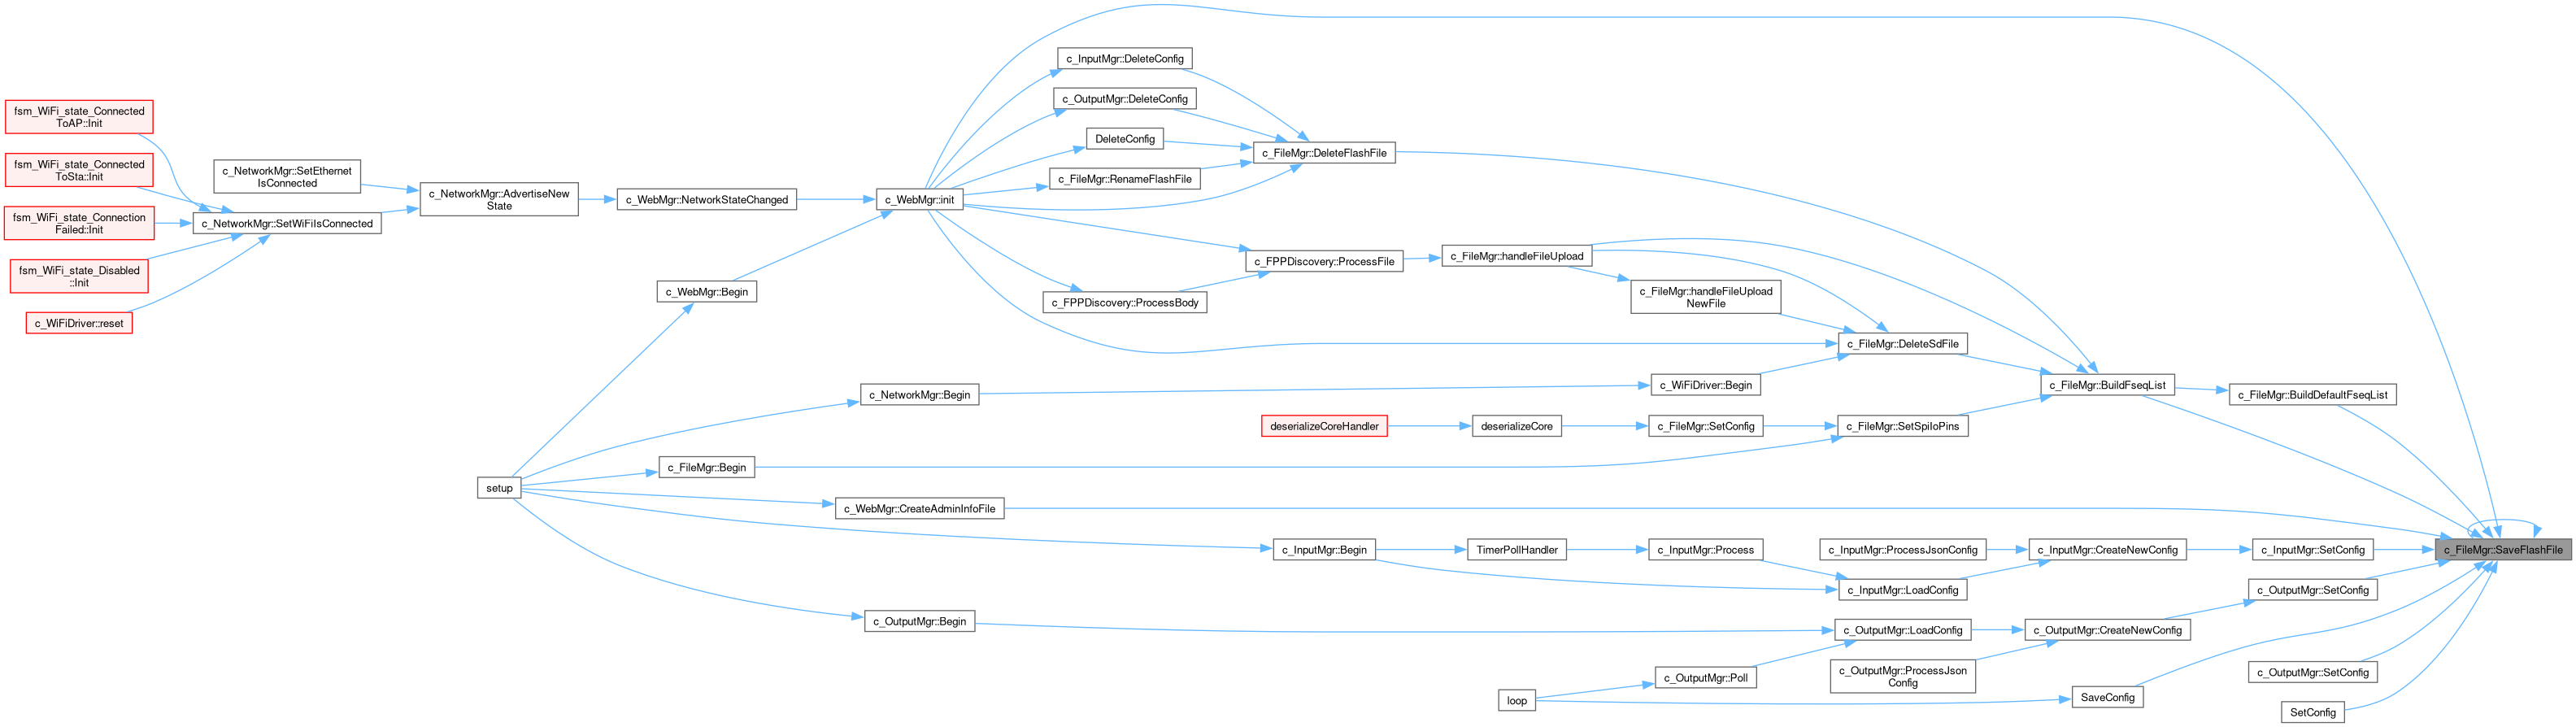 c_InputMgr::DeleteConfig
fsm_WiFi_state_Connected
ToAP::Init
c_OutputMgr::DeleteConfig
DeleteConfig
c_FileMgr::DeleteFlashFile
fsm_WiFi_state_Connected
ToSta::Init
c_NetworkMgr::SetEthernet
IsConnected
c_FileMgr::RenameFlashFile
c_NetworkMgr::AdvertiseNew
State
c_WebMgr::NetworkStateChanged
c_WebMgr::init
fsm_WiFi_state_Connection
Failed::Init
c_NetworkMgr::SetWiFiIsConnected
c_FPPDiscovery::ProcessFile
c_FileMgr::handleFileUpload
fsm_WiFi_state_Disabled
::Init
c_WebMgr::Begin
c_FPPDiscovery::ProcessBody
c_FileMgr::handleFileUpload
NewFile
c_WiFiDriver::reset
c_FileMgr::DeleteSdFile
c_WiFiDriver::Begin
c_FileMgr::BuildFseqList
c_NetworkMgr::Begin
c_FileMgr::BuildDefaultFseqList
deserializeCoreHandler
deserializeCore
c_FileMgr::SetConfig
c_FileMgr::SetSpiIoPins
c_FileMgr::Begin
setup
c_WebMgr::CreateAdminInfoFile
c_InputMgr::Begin
TimerPollHandler
c_InputMgr::Process
c_InputMgr::ProcessJsonConfig
c_InputMgr::CreateNewConfig
c_InputMgr::SetConfig
c_FileMgr::SaveFlashFile
c_InputMgr::LoadConfig
c_OutputMgr::SetConfig
c_OutputMgr::Begin
c_OutputMgr::LoadConfig
c_OutputMgr::CreateNewConfig
c_OutputMgr::Poll
c_OutputMgr::ProcessJson
Config
c_OutputMgr::SetConfig
loop
SaveConfig
SetConfig